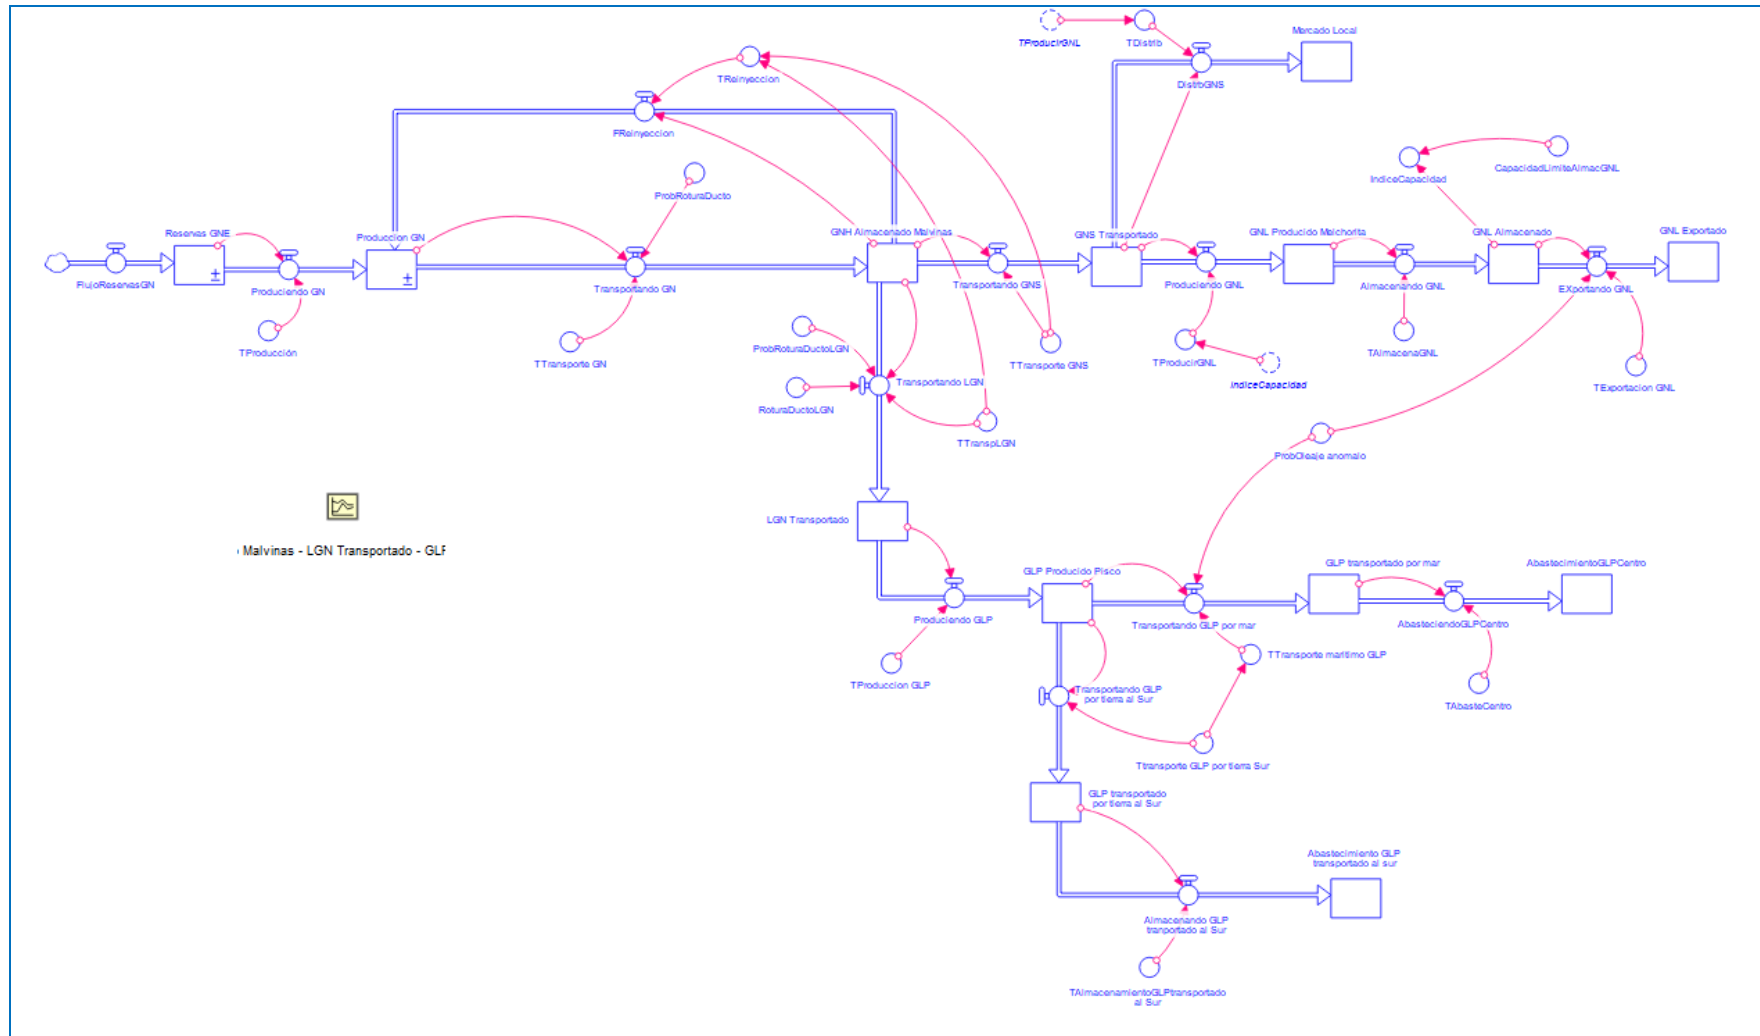 TProducirGNL
TDistrib
Mercado Local
TReinyeccion
DistribGNS
FReinyeccion
IndiceCapacidad
CapacidadLimiteAlmacGNL
ProbRoturaDucto
Reservas GNE
Produccion GN
GNH Almacenado Malvinas
GNS Transportado
GNL Producido Melchorita
GNL Almacenado
GNL Exportado
FlujoReservasGN
Produciendo GN
Transportando GN
Transportando GNS
Produciendo GNL
Almacenando GNL
EXportando GNL
TProducción
TTransporte GN
ProbRoturaDuctoLGN
TTransporte GNS
TProducirGNL
IndiceCapacidad
TAlmacenaGNL
TExportacion GNL
Transportando LGN
RoturaDuctoLGN
TTranspLGN
ProbOleaje anomalo
LGN Transportado
Malvinas - LGN Transportado - GLF
GLP Producido Pisco
GLP transportado por mar
AbastecimientoGLPCentro
Produciendo GLP
Transportando GLP por mar
AbasteciendoGLPCentro
TTransporte maritimo GLP
TProduccion GLP
Transportando GLP
por tierra al Sur
TAbasteCentro
Ttransporte GLP por tierra Sur
GLP transportado
por tierra al Sur
Abastecimiento GLP
transportado al sur
Almacenando GLP
tranportado al Sur
TAlmacenamientoGLPtransportado
al Sur